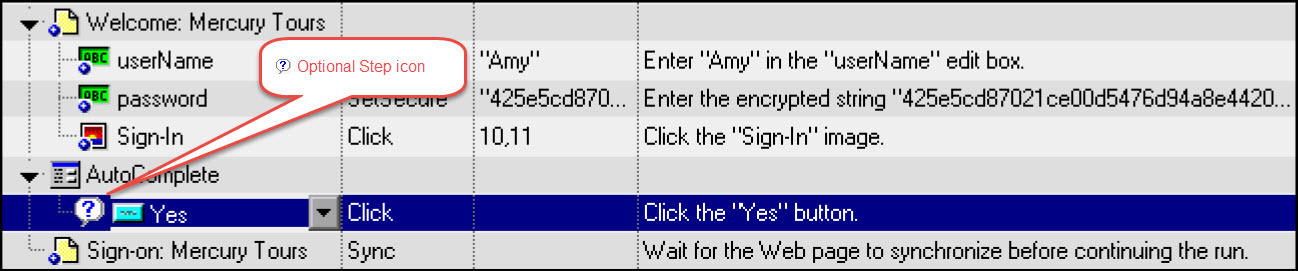 Welcome: Mercury Tours
userName "Amy" Enter "Amy" in the "userName" edit box.
Optional Step icon
password SetSecure "425e5cd870... Enter the encrypted string "425e5cd87021ce00d5476d94a8e4420...
Sign-In Click 10,11 Click the "Sign-In" image.
AutoComplete
Yes Click Click the "Yes" button.
Sign-on: Mercury Tours Sync Wait for the Web page to synchronize before continuing the run.